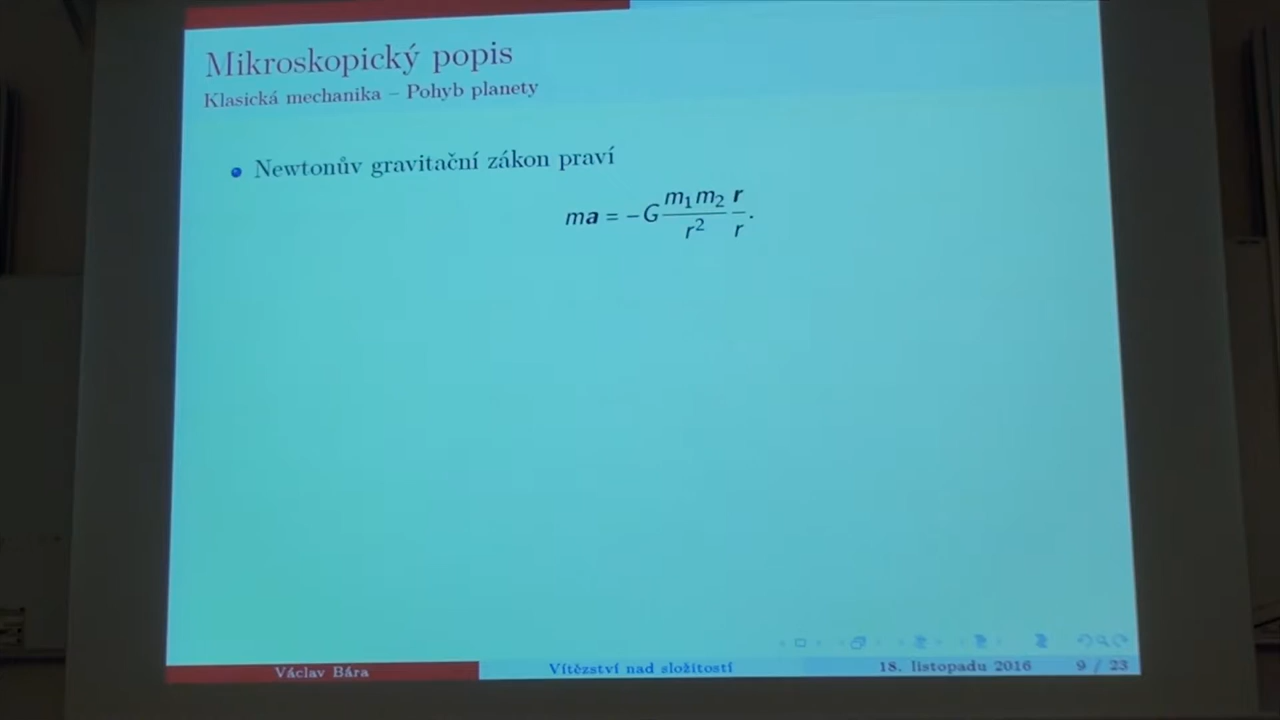 Mikroskopický popis
Klasická mechanika – Pohyb planety
Newtonův gravitační zákon praví
ma = −G m₁m₂/r² r/r.
Václav Bára
Vítězství nad složitostí
18. listopadu 2016
9 / 23